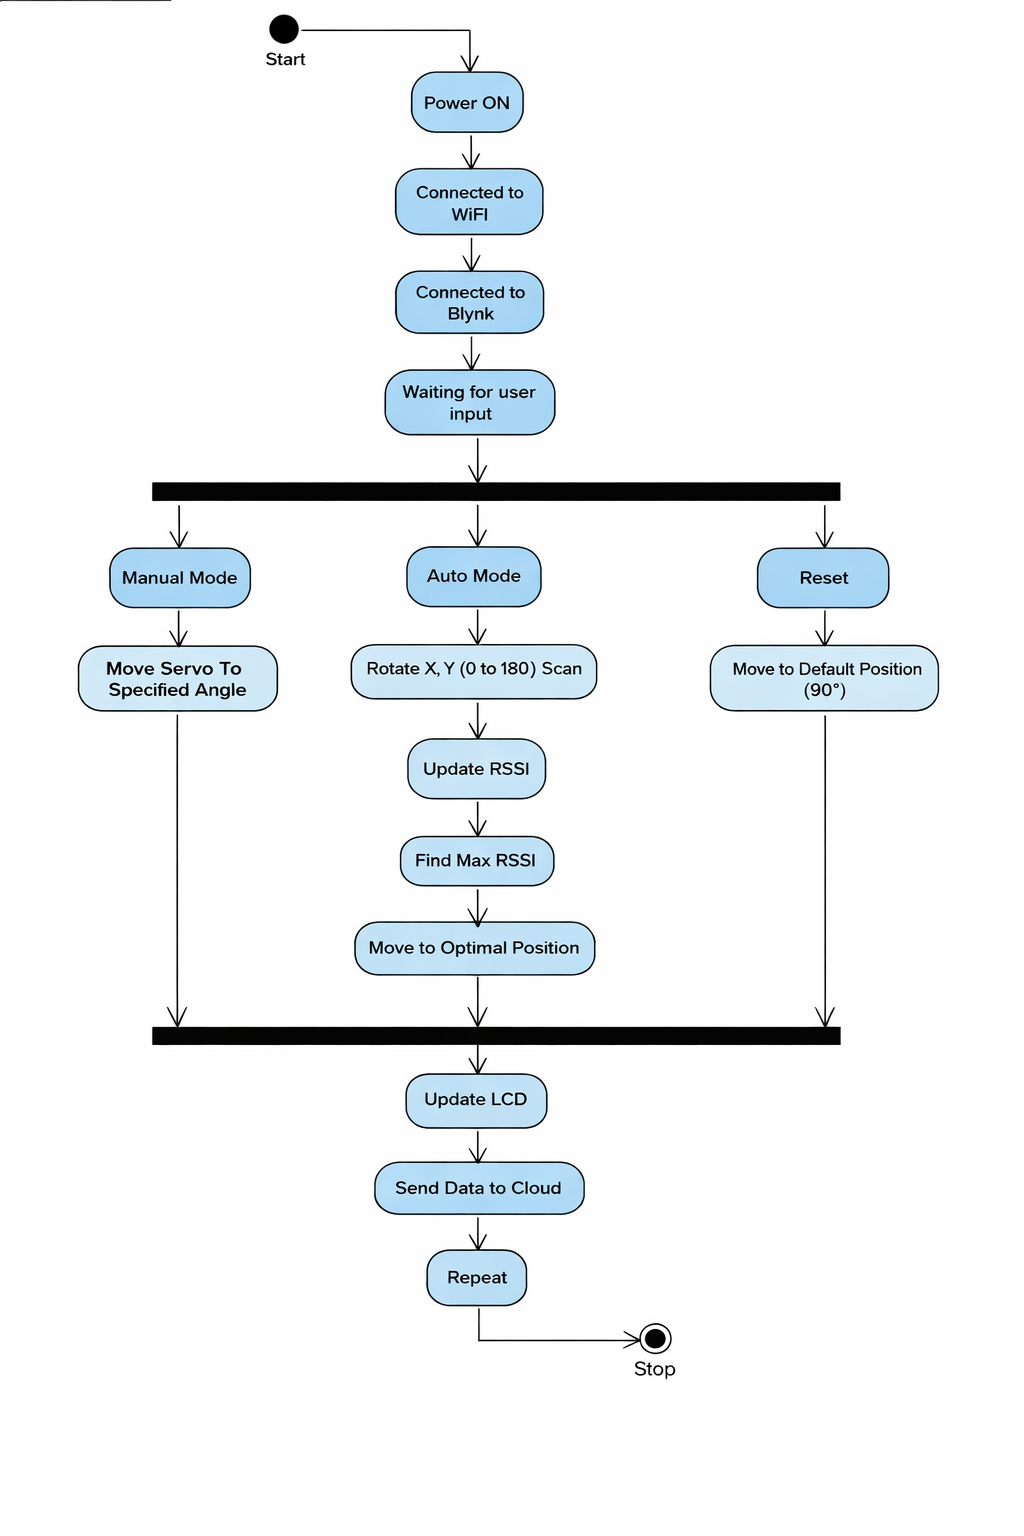 Start
Power ON
Connected to
WiFI
Connected to
Blynk
Waiting for user
input
Manual Mode
Auto Mode
Reset
Move Servo To
Specified Angle
Rotate X, Y (0 to 180) Scan
Move to Default Position
(90°)
Update RSSI
Find Max RSSI
Move to Optimal Position
Update LCD
Send Data to Cloud
Repeat
Stop